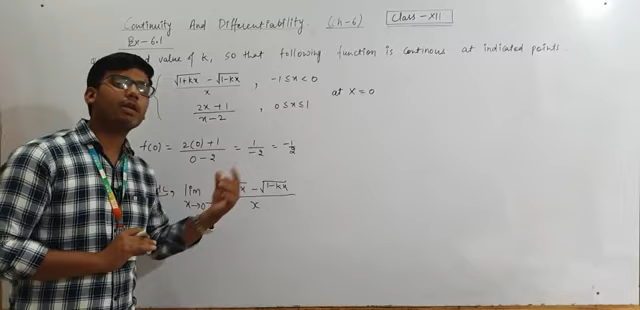 Continuity And Differentiability. (Ch-6) Class - XII
Ex-6.1
value of k, so that following function is continous at indicated points
√1+kx - √1-kx / x , -1≤x<0
2x+1 / x-2 , 0≤x≤1
at x=0
f(0) = 2(0)+1 / 0-2 = 1/-2 = -1/2
lim x→0 - √1-kx / x